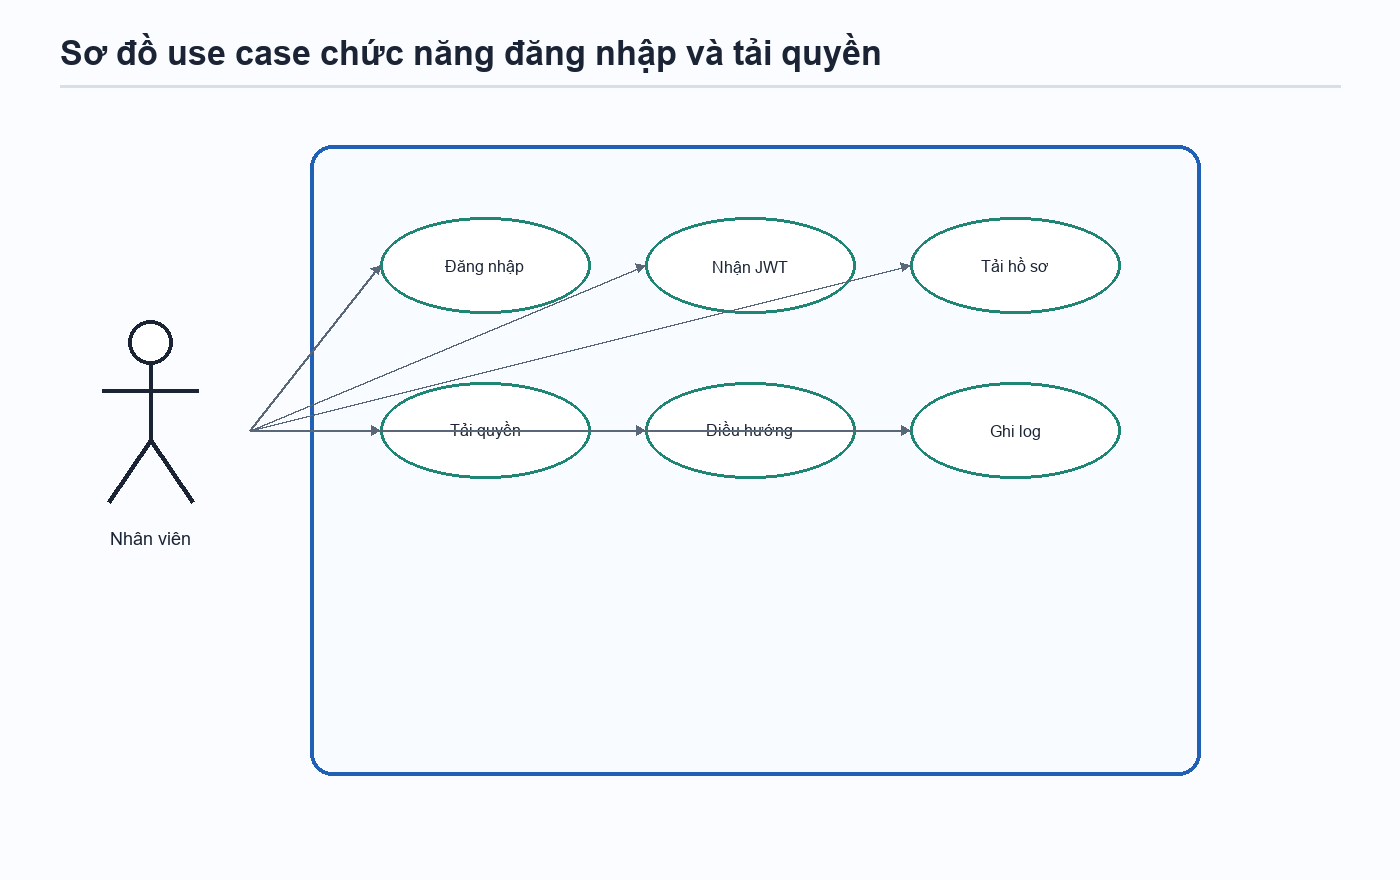 Sơ đồ use case chức năng đăng nhập và tải quyền
Đăng nhập
Nhận JWT
Tải hồ sơ
Tải quyền
Điều hướng
Ghi log
Nhân viên